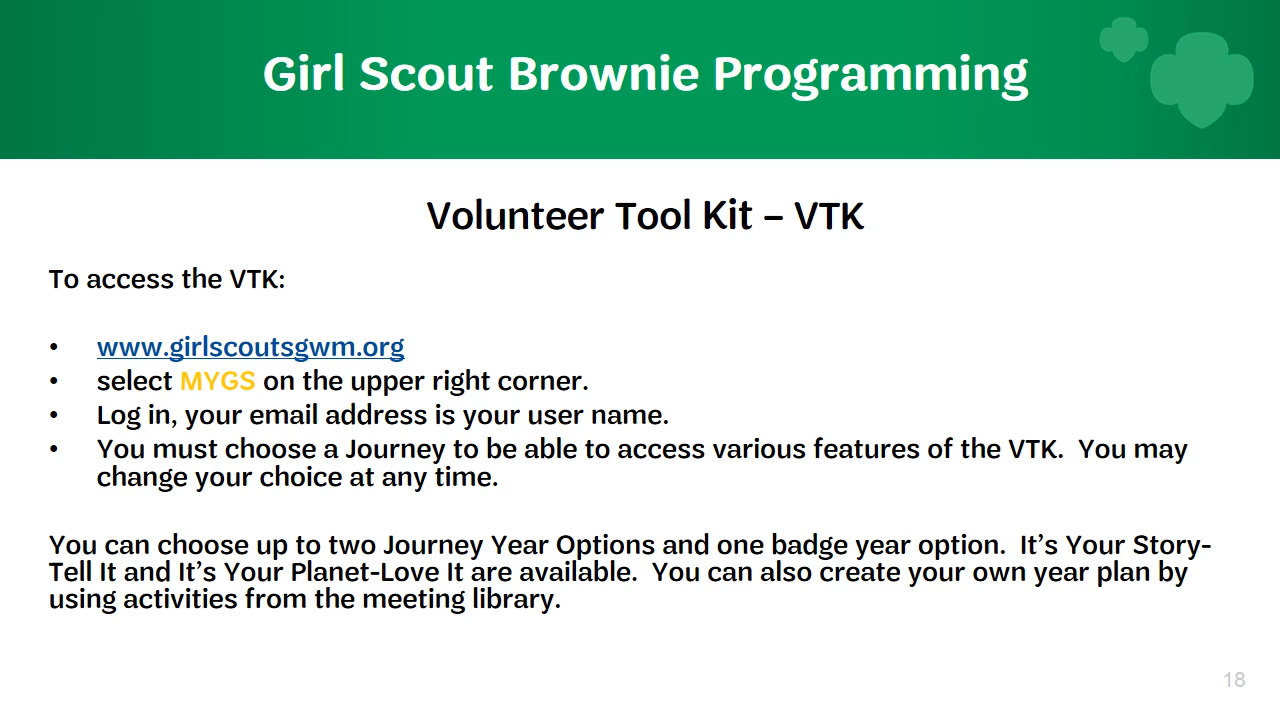 Girl Scout Brownie Programming
Volunteer Tool Kit – VTK
To access the VTK:
• www.girlscoutsgwm.org
• select MYGS on the upper right corner.
• Log in, your email address is your user name.
• You must choose a Journey to be able to access various features of the VTK.  You may
change your choice at any time.
You can choose up to two Journey Year Options and one badge year option.  It’s Your Story-
Tell It and It’s Your Planet-Love It are available.  You can also create your own year plan by
using activities from the meeting library.
18